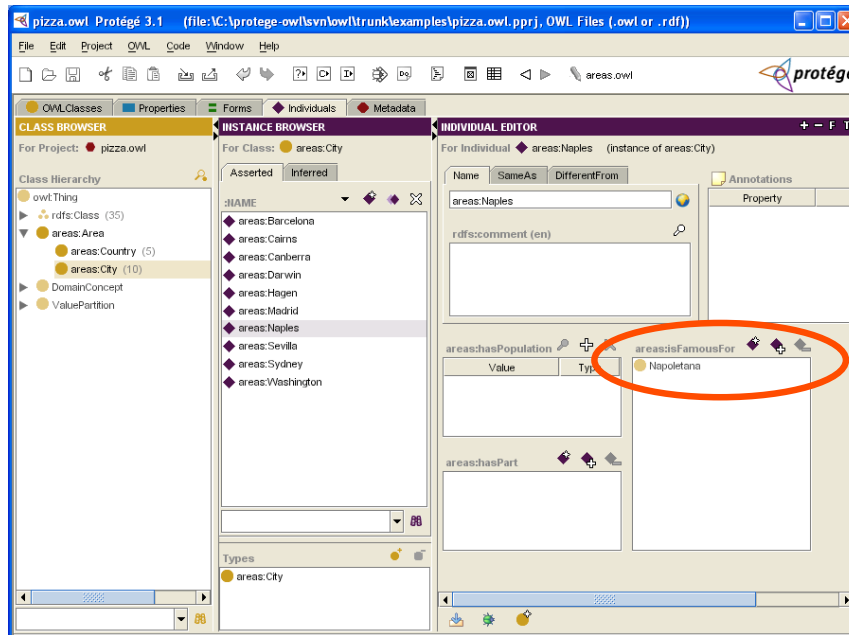 pizza.owl Protégé 3.1 (file:\C:\protege-owl\svn\owl\trunk\examples\pizza.owl.pprj, OWL Files (.owl or .rdf))
File Edit Project OWL Code Window Help
areas.owl
protégé
OWLClasses Properties Forms Individuals Metadata
CLASS BROWSER
For Project: pizza.owl
Class Hierarchy
owl:Thing
rdfs:Class (35)
areas:Area
areas:Country (5)
areas:City (10)
DomainConcept
ValuePartition
INSTANCE BROWSER
For Class: areas:City
Asserted Inferred
:NAME
areas:Barcelona
areas:Cairns
areas:Canberra
areas:Darwin
areas:Hagen
areas:Madrid
areas:Naples
areas:Sevilla
areas:Sydney
areas:Washington
Types
areas:City
INDIVIDUAL EDITOR + − F T
For Individual areas:Naples (instance of areas:City)
Name SameAs DifferentFrom
areas:Naples
rdfs:comment (en)
Annotations
Property
areas:hasPopulation
Value Typ
areas:isFamousFor
Napoletana
areas:hasPart